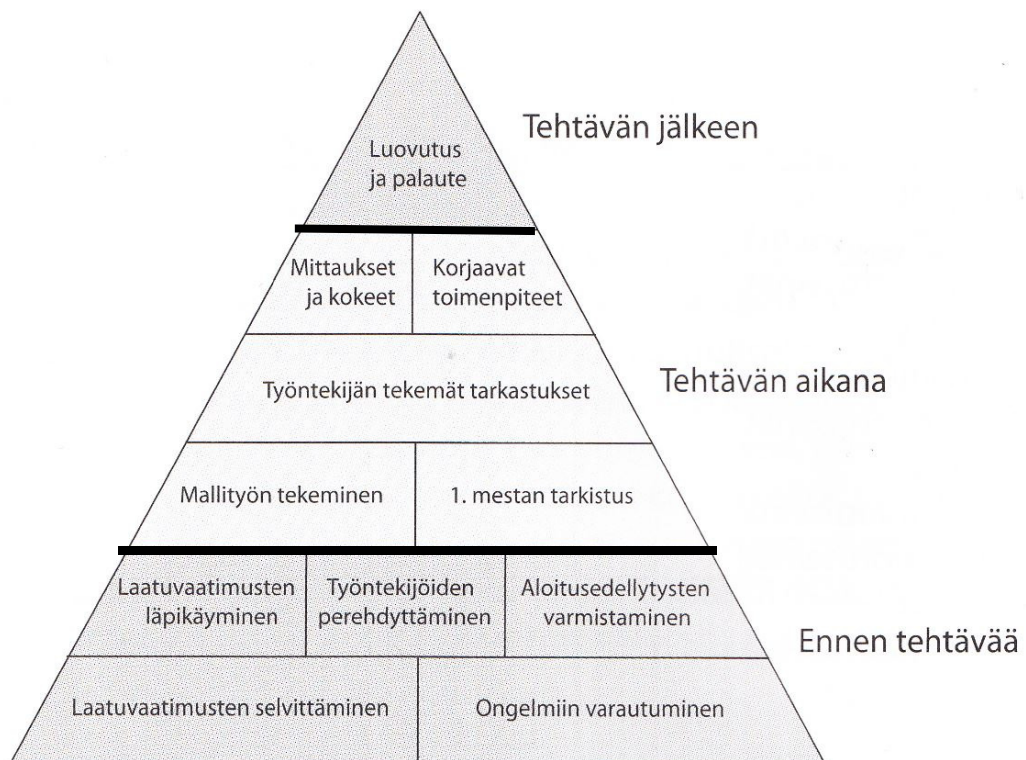 Tehtävän jälkeen
Luovutus
ja palaute
Mittaukset
ja kokeet
Korjaavat
toimenpiteet
Työntekijän tekemät tarkastukset
Tehtävän aikana
Mallityön tekeminen
1. mestan tarkistus
Laatuvaatimusten
läpikäyminen
Työntekijöiden
perehdyttäminen
Aloitusedellytysten
varmistaminen
Ennen tehtävää
Laatuvaatimusten selvittäminen
Ongelmiin varautuminen